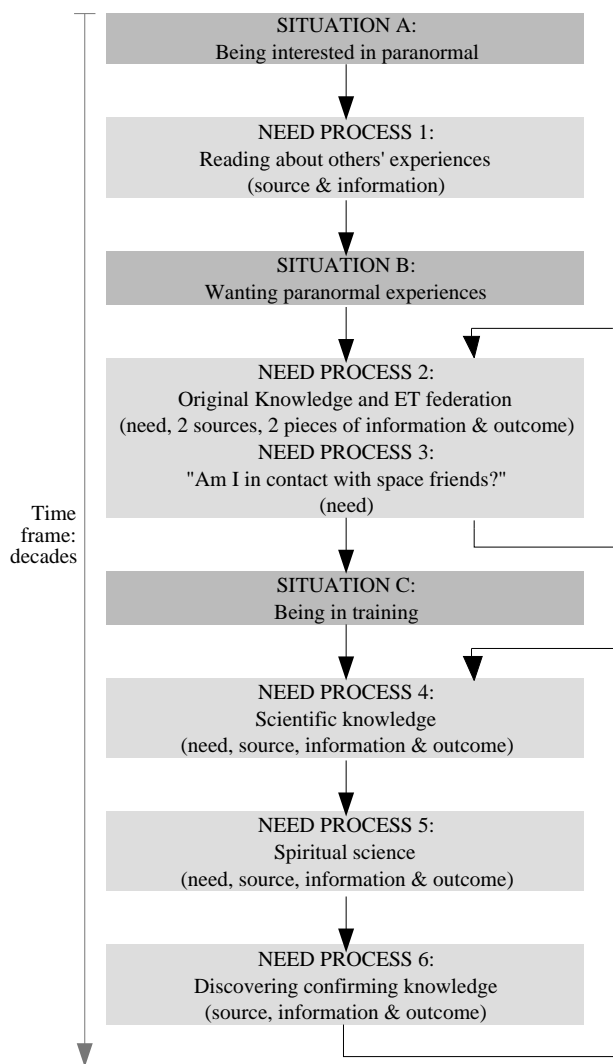 SITUATION A:
Being interested in paranormal
NEED PROCESS 1:
Reading about others' experiences
(source & information)
SITUATION B:
Wanting paranormal experiences
NEED PROCESS 2:
Original Knowledge and ET federation
(need, 2 sources, 2 pieces of information & outcome)
NEED PROCESS 3:
"Am I in contact with space friends?"
(need)
Time
frame:
decades
SITUATION C:
Being in training
NEED PROCESS 4:
Scientific knowledge
(need, source, information & outcome)
NEED PROCESS 5:
Spiritual science
(need, source, information & outcome)
NEED PROCESS 6:
Discovering confirming knowledge
(source, information & outcome)